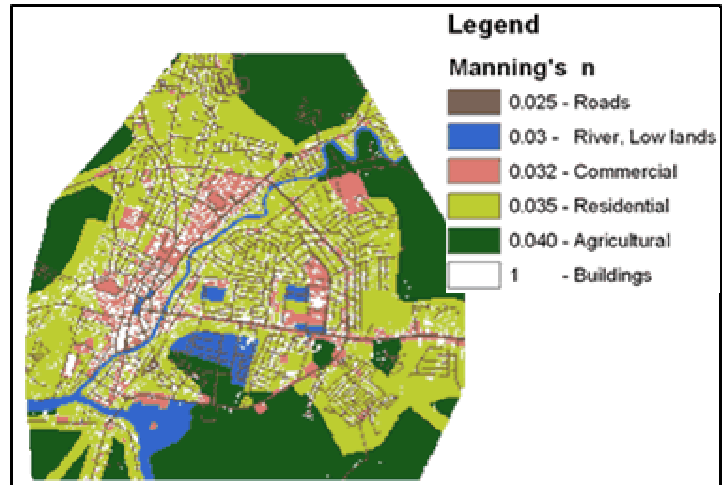 Legend
Manning's n
0.025 - Roads
0.03 - River, Low lands
0.032 - Commercial
0.035 - Residential
0.040 - Agricultural
1 - Buildings